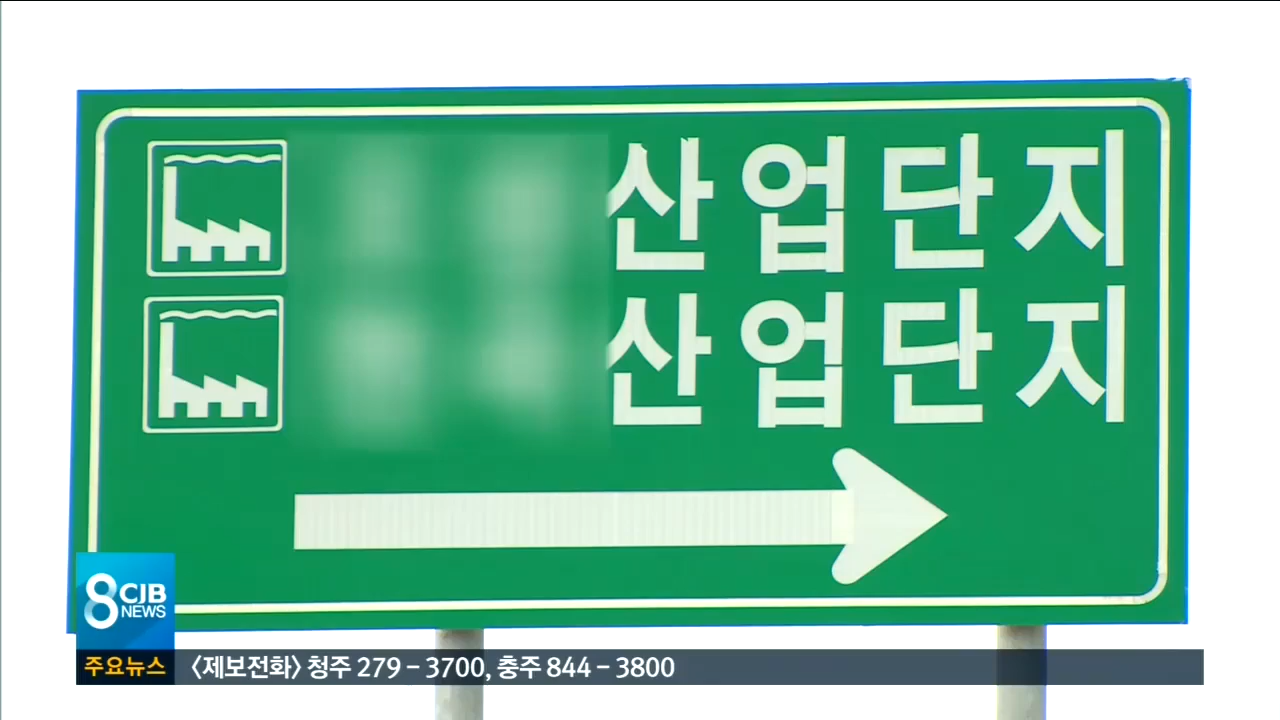 산업단지
산업단지
8 CJB
NEWS
주요뉴스 〈제보전화〉 청주 279 - 3700, 충주 844 - 3800